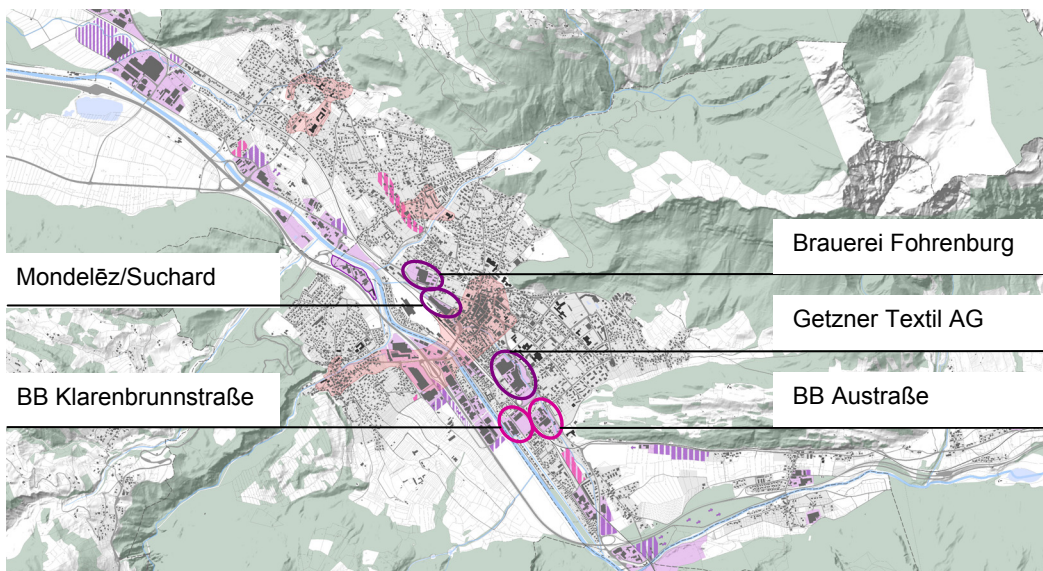 Brauerei Fohrenburg
Mondelēz/Suchard
Getzner Textil AG
BB Klarenbrunnstraße
BB Austraße